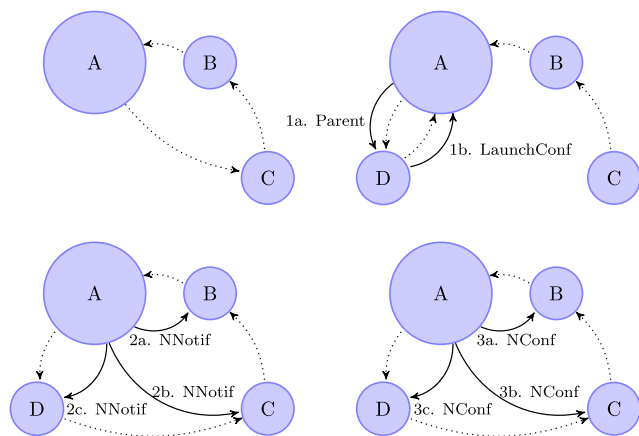 A
B
C
A
B
1a. Parent
1b. LaunchConf
D
C
A
B
2a. NNotif
2b. NNotif
D
2c. NNotif
C
A
B
3a. NConf
3b. NConf
D
3c. NConf
C